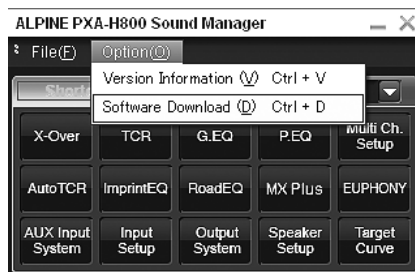 ALPINE PXA-H800 Sound Manager
File(F) Option(O)
Version Information (V) Ctrl + V
Software Download (D) Ctrl + D
X-Over TCR G.EQ P.EQ Multi Ch. Setup
AutoTCR ImprintEQ RoadEQ MX Plus EUPHONY
AUX Input System Input Setup Output System Speaker Setup Target Curve